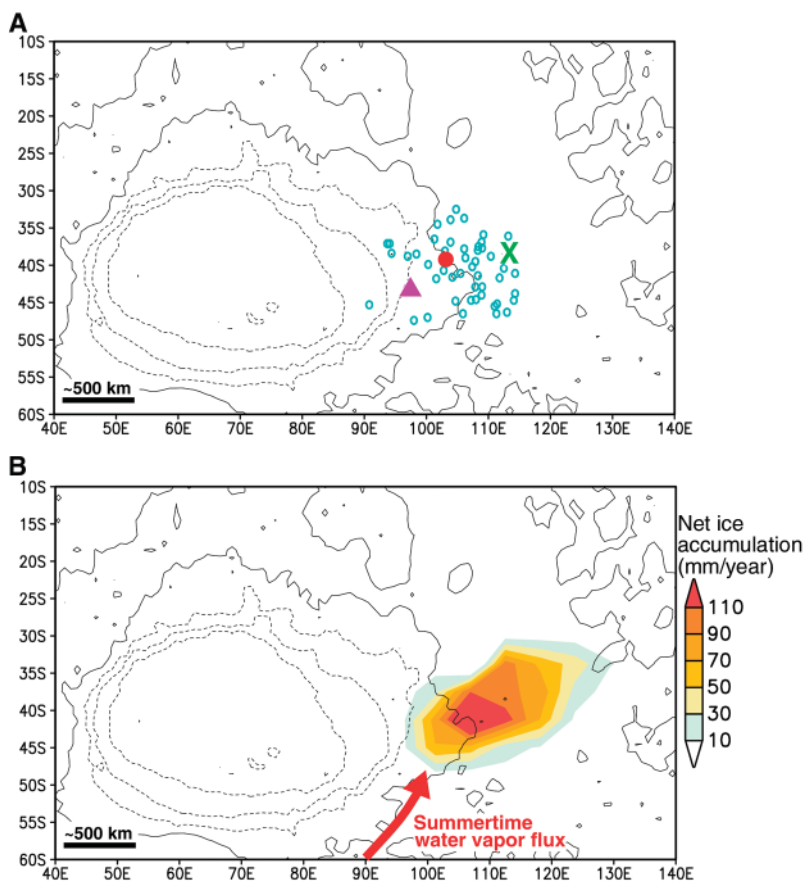 A
10S
15S
20S
25S
30S
35S
40S
45S
50S
55S
60S
~500 km
40E 50E 60E 70E 80E 90E 100E 110E 120E 130E 140E
B
10S
15S
20S
25S
30S
35S
40S
45S
50S
55S
60S
~500 km
Summertime
water vapor flux
40E 50E 60E 70E 80E 90E 100E 110E 120E 130E 140E
Net ice
accumulation
(mm/year)
110
90
70
50
30
10